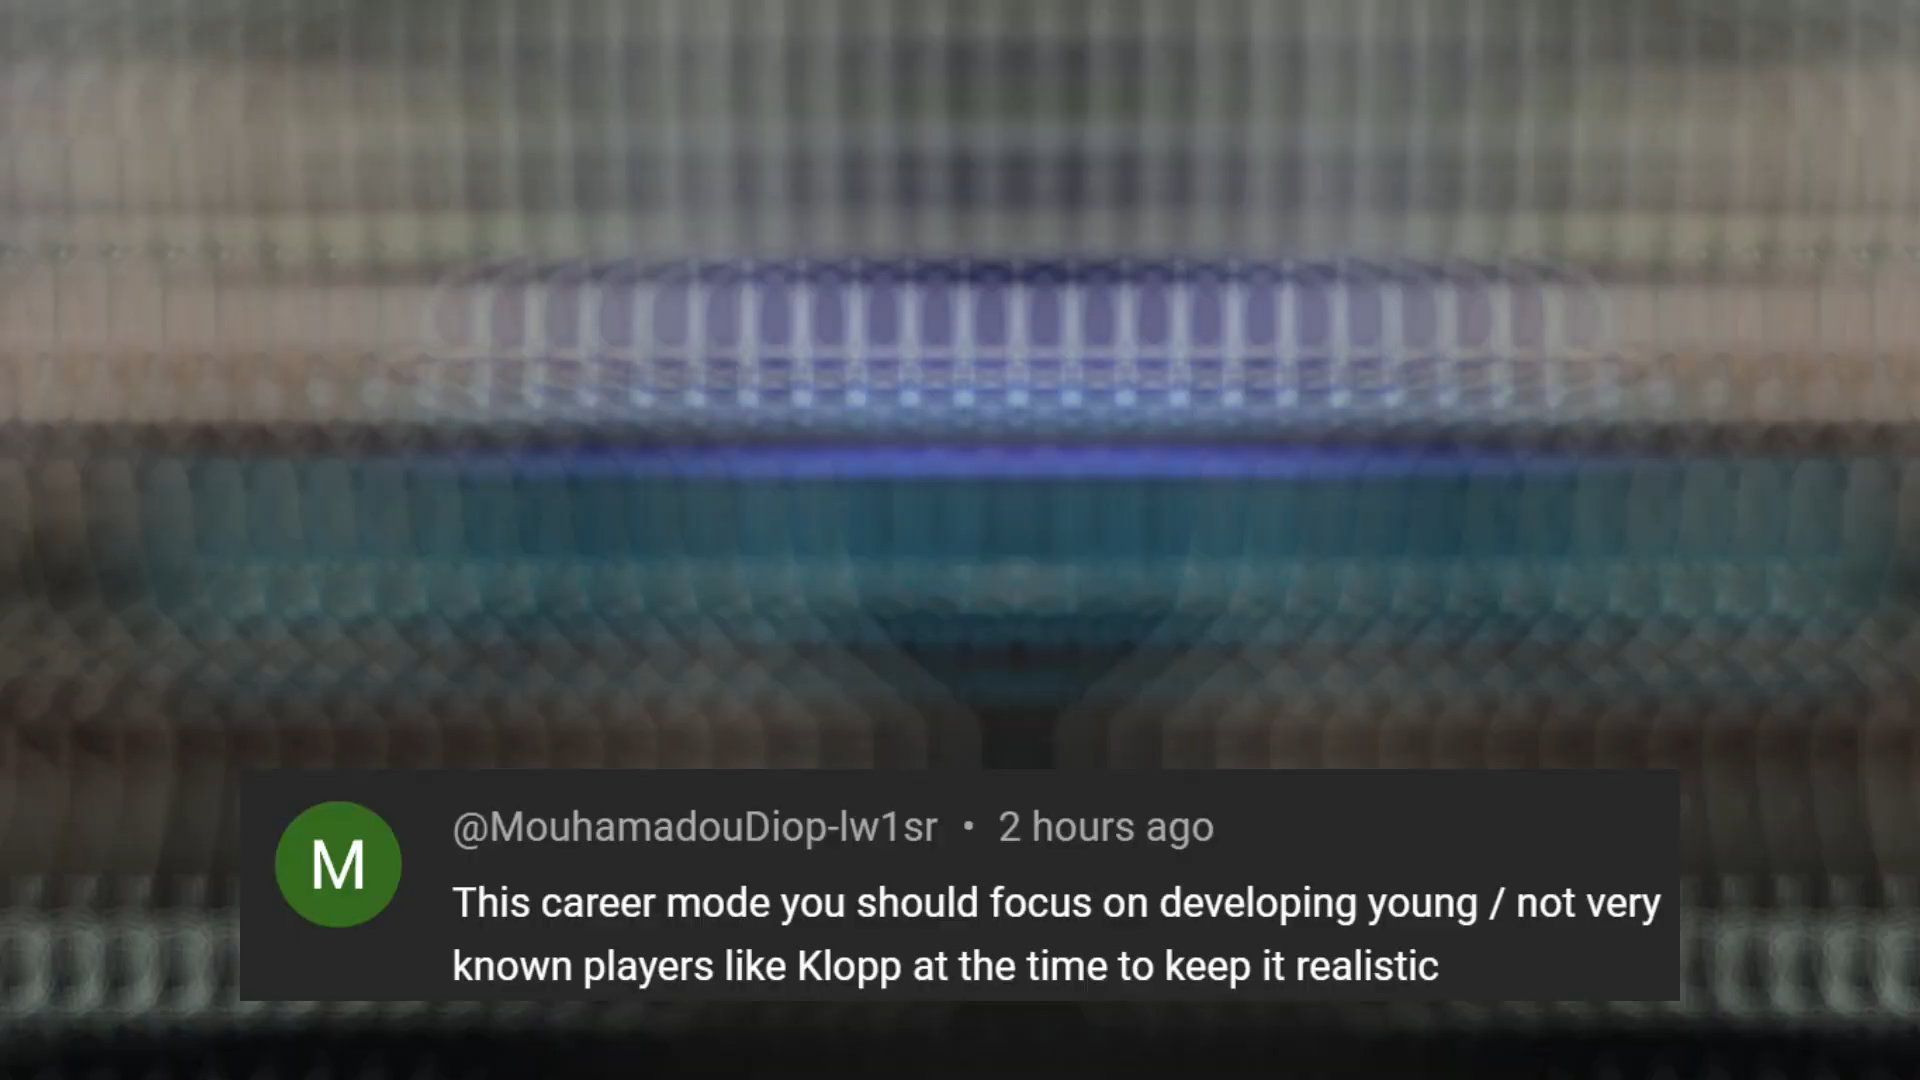 M
@MouhamadouDiop-lw1sr • 2 hours ago
This career mode you should focus on developing young / not very
known players like Klopp at the time to keep it realistic